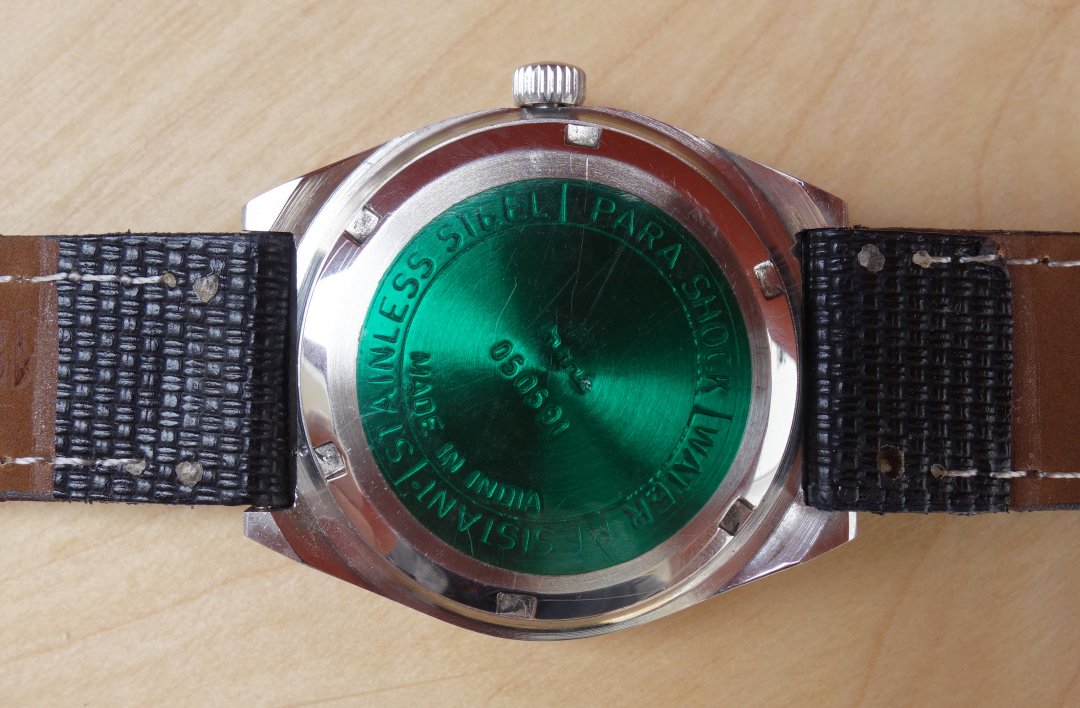 STAINLESS STEEL | PARA SHOCK | WATER RESISTANT |
050591
MADE IN INDIA